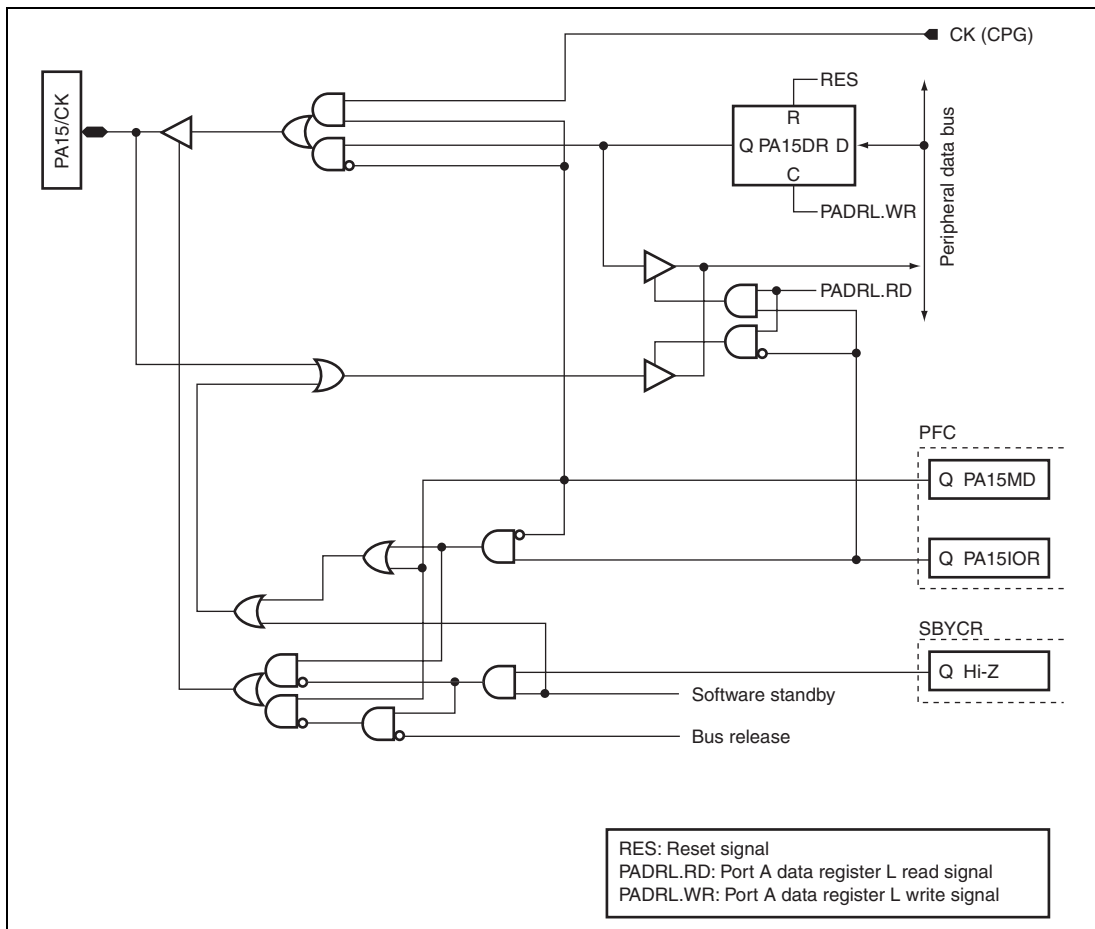 CK (CPG)
PA15/CK
RES
R
Q PA15DR D
C
PADRL.WR
Peripheral data bus
PADRL.RD
PFC
Q PA15MD
Q PA15IOR
SBYCR
Q Hi-Z
Software standby
Bus release
RES: Reset signal
PADRL.RD: Port A data register L read signal
PADRL.WR: Port A data register L write signal